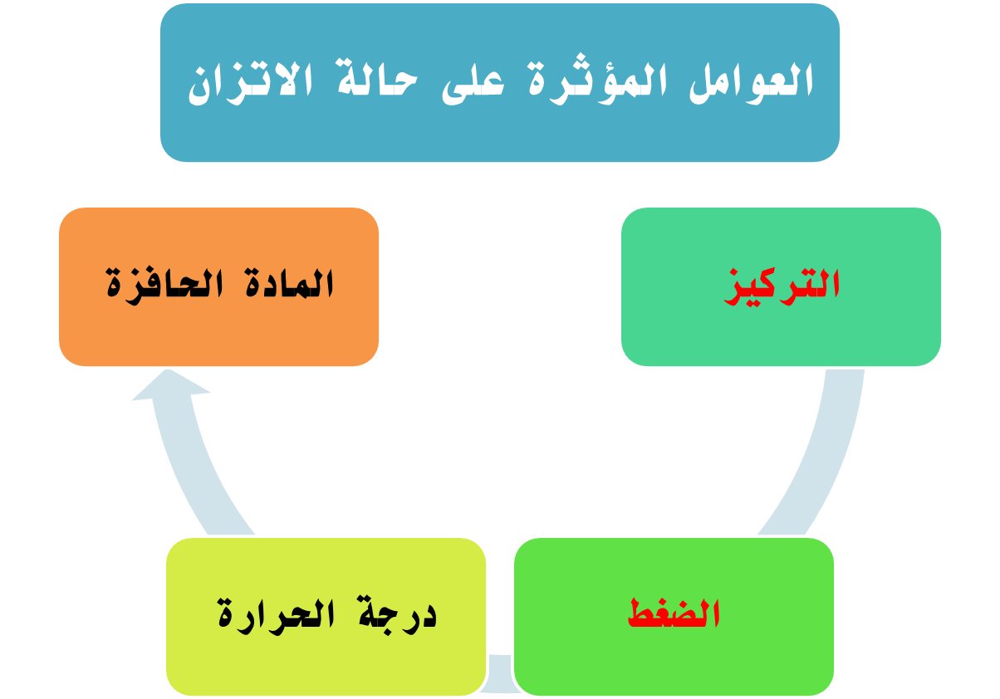 العوامل المؤثرة على حالة الاتزان
التركيز
المادة الحافزة
الضغط
درجة الحرارة